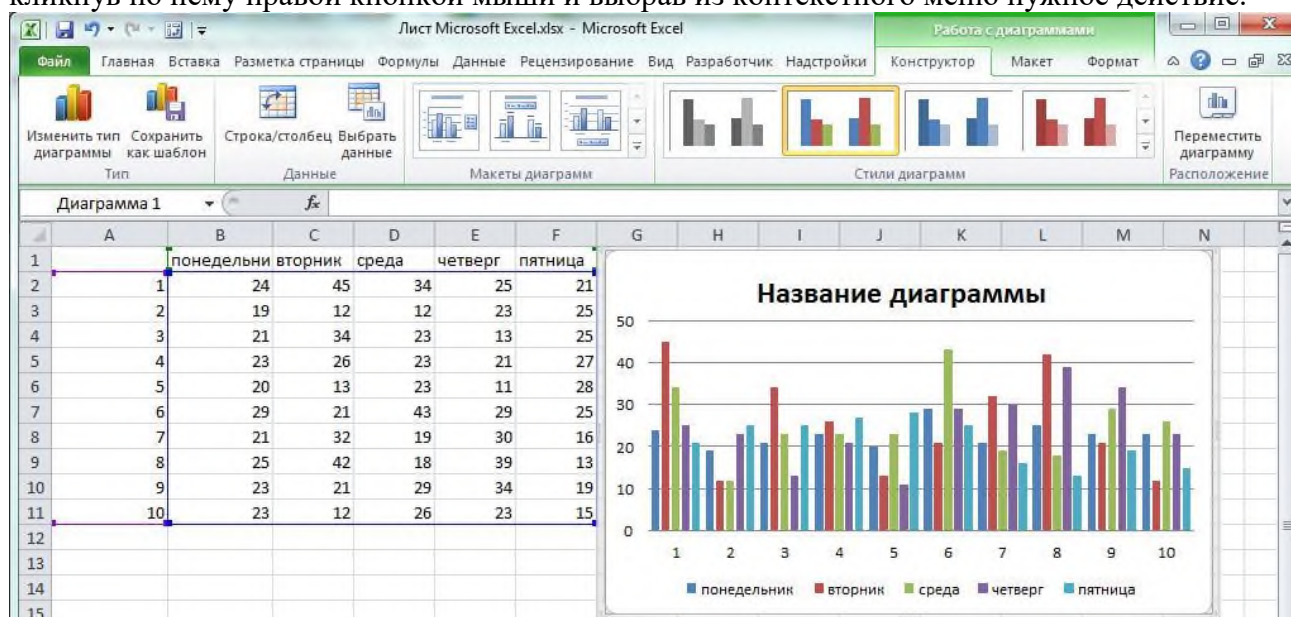 кликнув по нему правой кнопкой мыши и выбрав из контекстного меню нужное действие.
Лист Microsoft Excel.xlsx - Microsoft Excel
Работа с диаграммами
Файл Главная Вставка Разметка страницы Формулы Данные Рецензирование Вид Разработчик Надстройки Конструктор Макет Формат
Изменить тип диаграммы
Сохранить как шаблон
Строка/столбец
Выбрать данные
Переместить диаграмму
Тип Данные Макеты диаграмм Стили диаграмм Расположение
Диаграмма 1 fx
A B C D E F G H I J K L M N
1 понедельни вторник среда четверг пятница
2 1 24 45 34 25 21
3 2 19 12 12 23 25
4 3 21 34 23 13 25
5 4 23 26 23 21 27
6 5 20 13 23 11 28
7 6 29 21 43 29 25
8 7 21 32 19 30 16
9 8 25 42 18 39 13
10 9 23 21 29 34 19
11 10 23 12 26 23 15
12
13
14
15
Название диаграммы
50
40
30
20
10
0
1 2 3 4 5 6 7 8 9 10
понедельник вторник среда четверг пятница